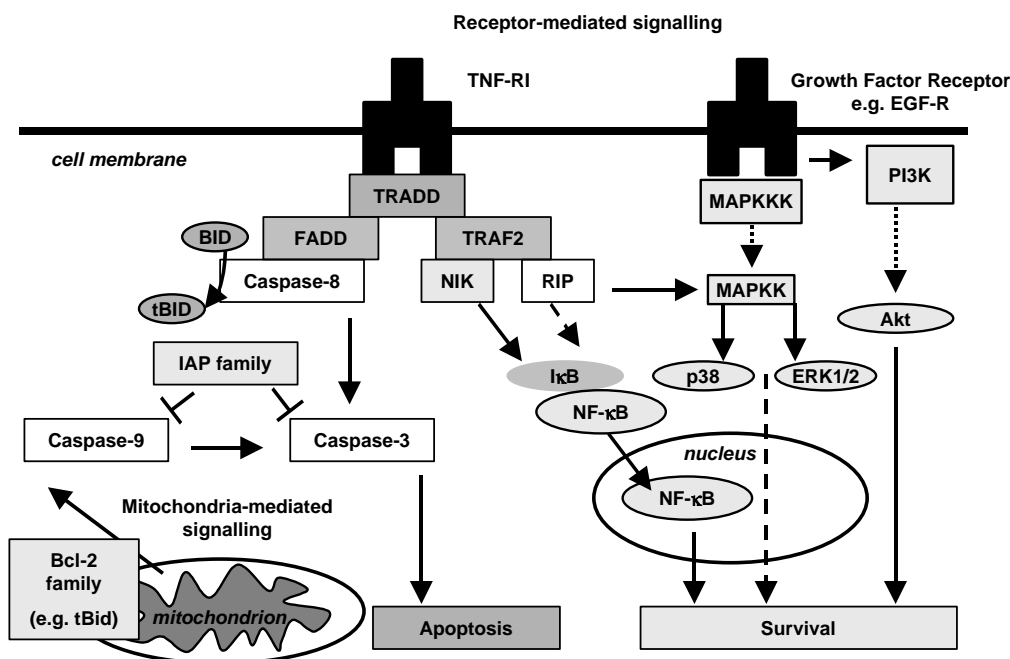 Receptor-mediated signalling
TNF-RI
Growth Factor Receptor
e.g. EGF-R
cell membrane
PI3K
TRADD
MAPKKK
BID
FADD
TRAF2
Caspase-8
NIK
RIP
MAPKK
tBID
Akt
IAP family
IκB
p38
ERK1/2
NF-κB
Caspase-9
Caspase-3
nucleus
NF-κB
Mitochondria-mediated
signalling
Bcl-2
family
(e.g. tBid)
mitochondrion
Apoptosis
Survival